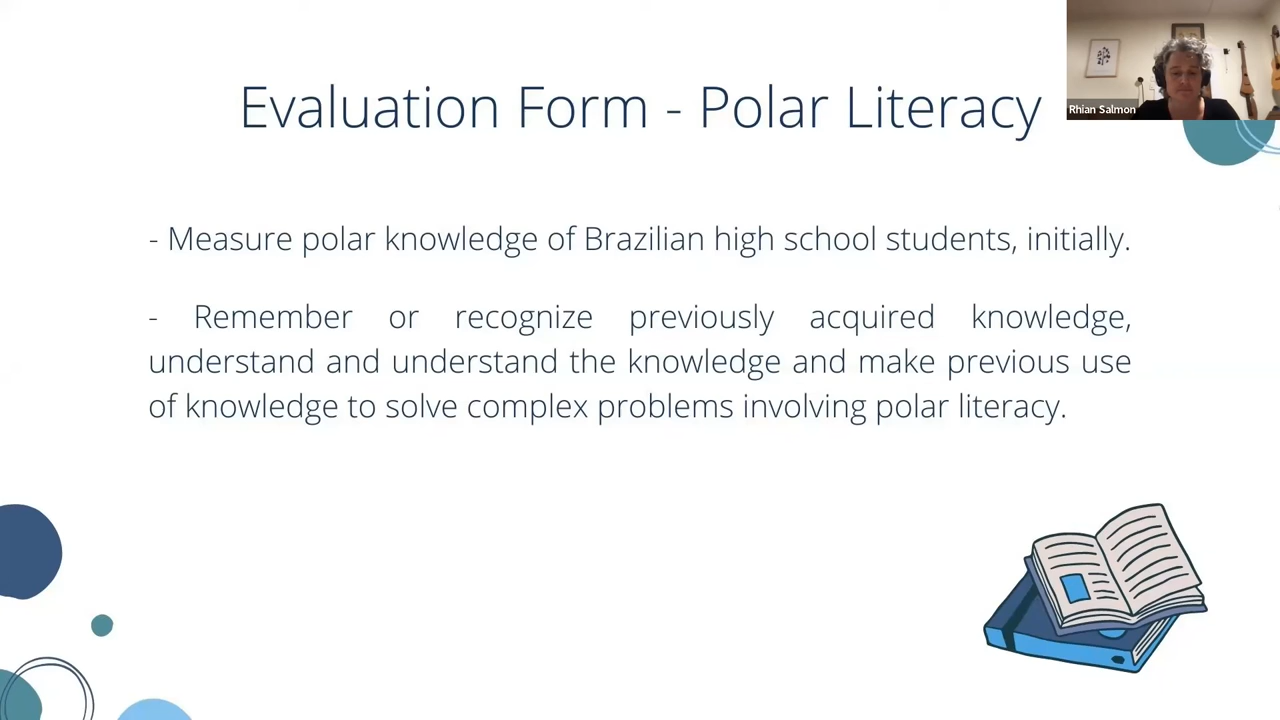 Evaluation Form - Polar Literacy
Rhian Salmon
- Measure polar knowledge of Brazilian high school students, initially.
- Remember or recognize previously acquired knowledge,
understand and understand the knowledge and make previous use
of knowledge to solve complex problems involving polar literacy.